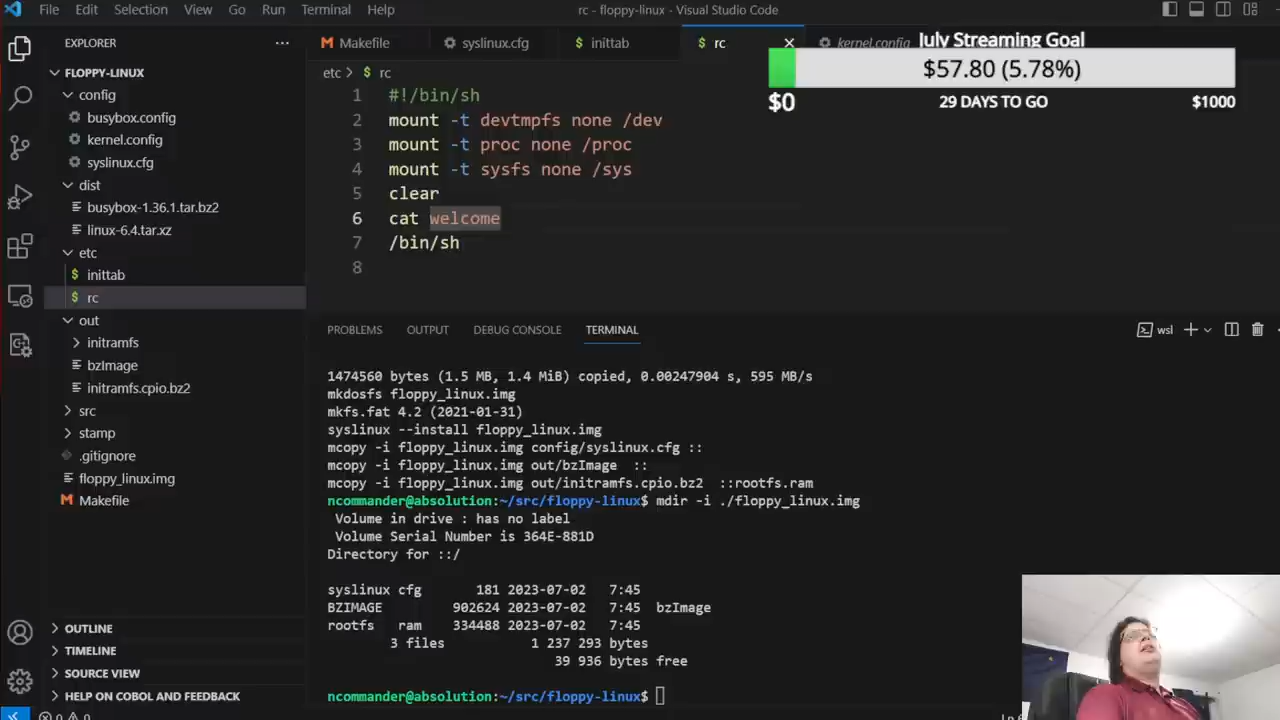 File Edit Selection View Go Run Terminal Help rc - floppy-linux - Visual Studio Code
EXPLORER ...
Makefile syslinux.cfg inittab rc kernel.config
July Streaming Goal
$57.80 (5.78%)
$0 29 DAYS TO GO $1000
FLOPPY-LINUX
config
busybox.config
kernel.config
syslinux.cfg
dist
busybox-1.36.1.tar.bz2
linux-6.4.tar.xz
etc
inittab
rc
out
initramfs
bzImage
initramfs.cpio.bz2
src
stamp
.gitignore
floppy_linux.img
Makefile
OUTLINE
TIMELINE
SOURCE VIEW
HELP ON COBOL AND FEEDBACK
0 0
etc > rc
1 #!/bin/sh
2 mount -t devtmpfs none /dev
3 mount -t proc none /proc
4 mount -t sysfs none /sys
5 clear
6 cat welcome
7 /bin/sh
8
PROBLEMS OUTPUT DEBUG CONSOLE TERMINAL wsl
1474560 bytes (1.5 MB, 1.4 MiB) copied, 0.00247904 s, 595 MB/s
mkdosfs floppy_linux.img
mkfs.fat 4.2 (2021-01-31)
syslinux --install floppy_linux.img
mcopy -i floppy_linux.img config/syslinux.cfg ::
mcopy -i floppy_linux.img out/bzImage ::
mcopy -i floppy_linux.img out/initramfs.cpio.bz2 ::rootfs.ram
ncommander@absolution:~/src/floppy-linux$ mdir -i ./floppy_linux.img
Volume in drive : has no label
Volume Serial Number is 364E-881D
Directory for ::/
syslinux cfg 181 2023-07-02 7:45
BZIMAGE 902624 2023-07-02 7:45 bzImage
rootfs ram 334488 2023-07-02 7:45
3 files 1 237 293 bytes
39 936 bytes free
ncommander@absolution:~/src/floppy-linux$